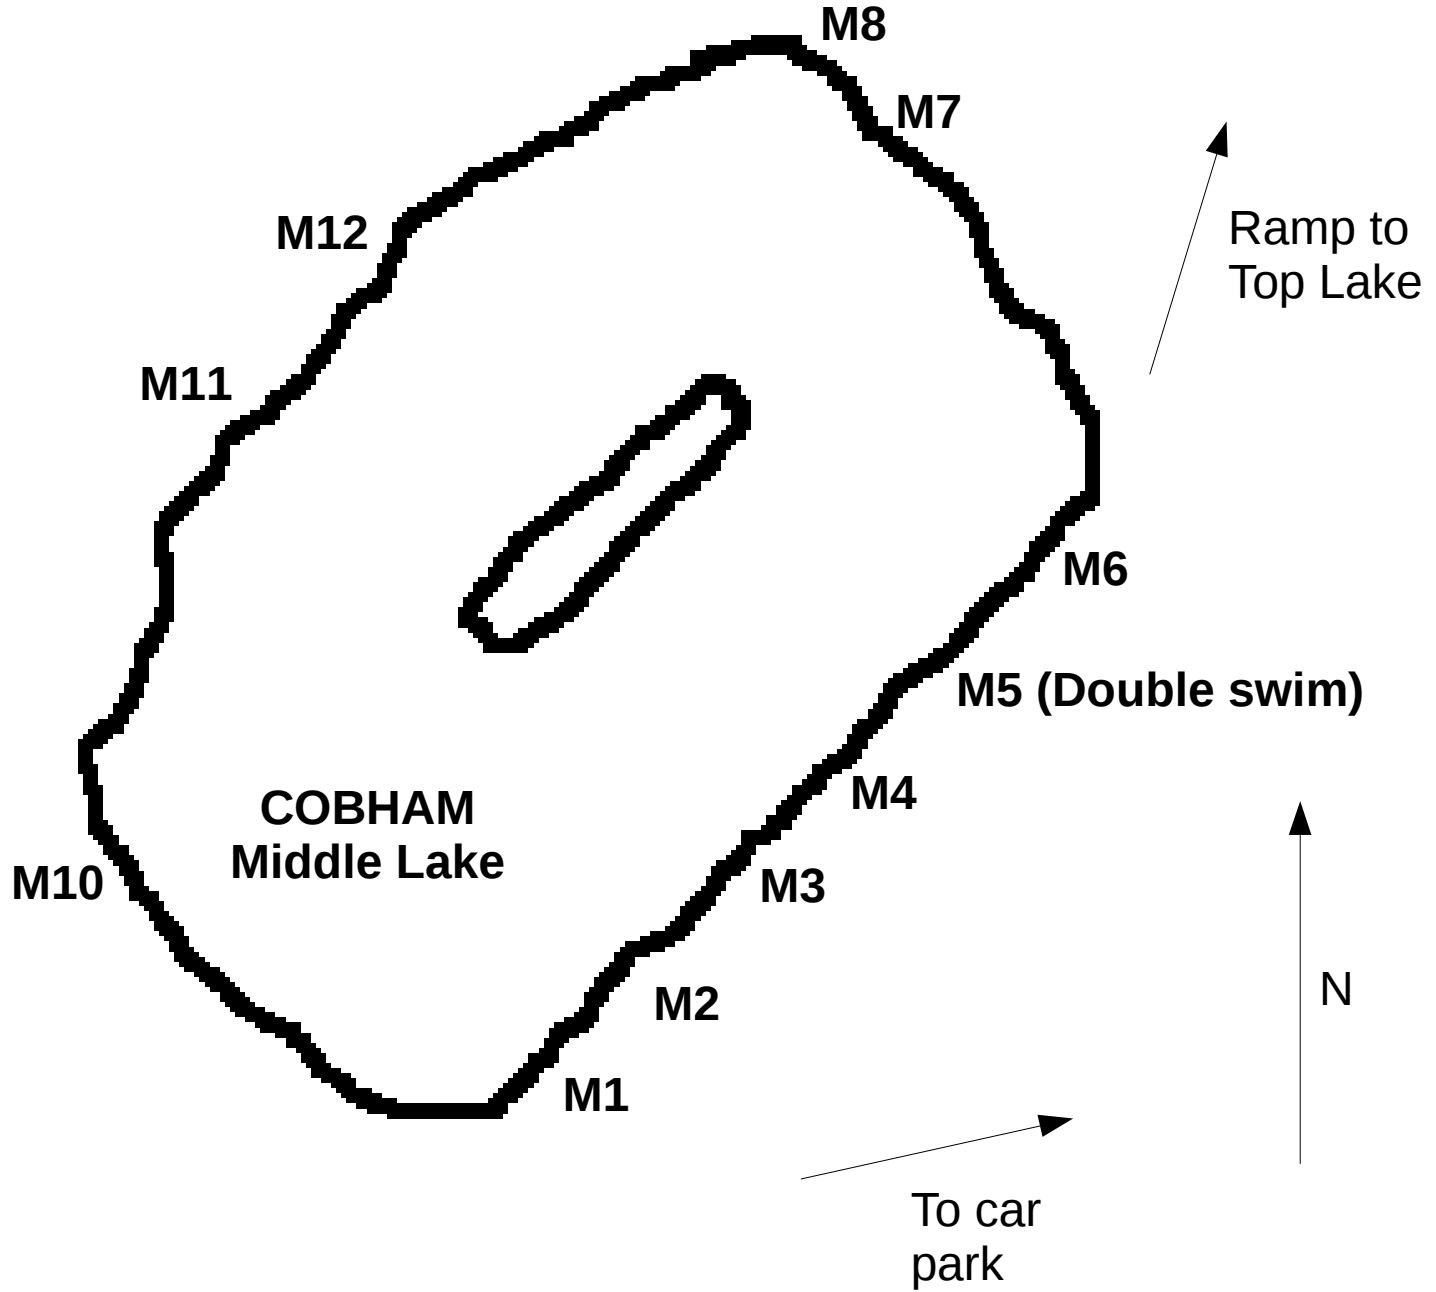 M8
M7
M12
Ramp to
Top Lake
M11
M6
M5 (Double swim)
M4
COBHAM
Middle Lake
M10
M3
M2
N
M1
To car
park